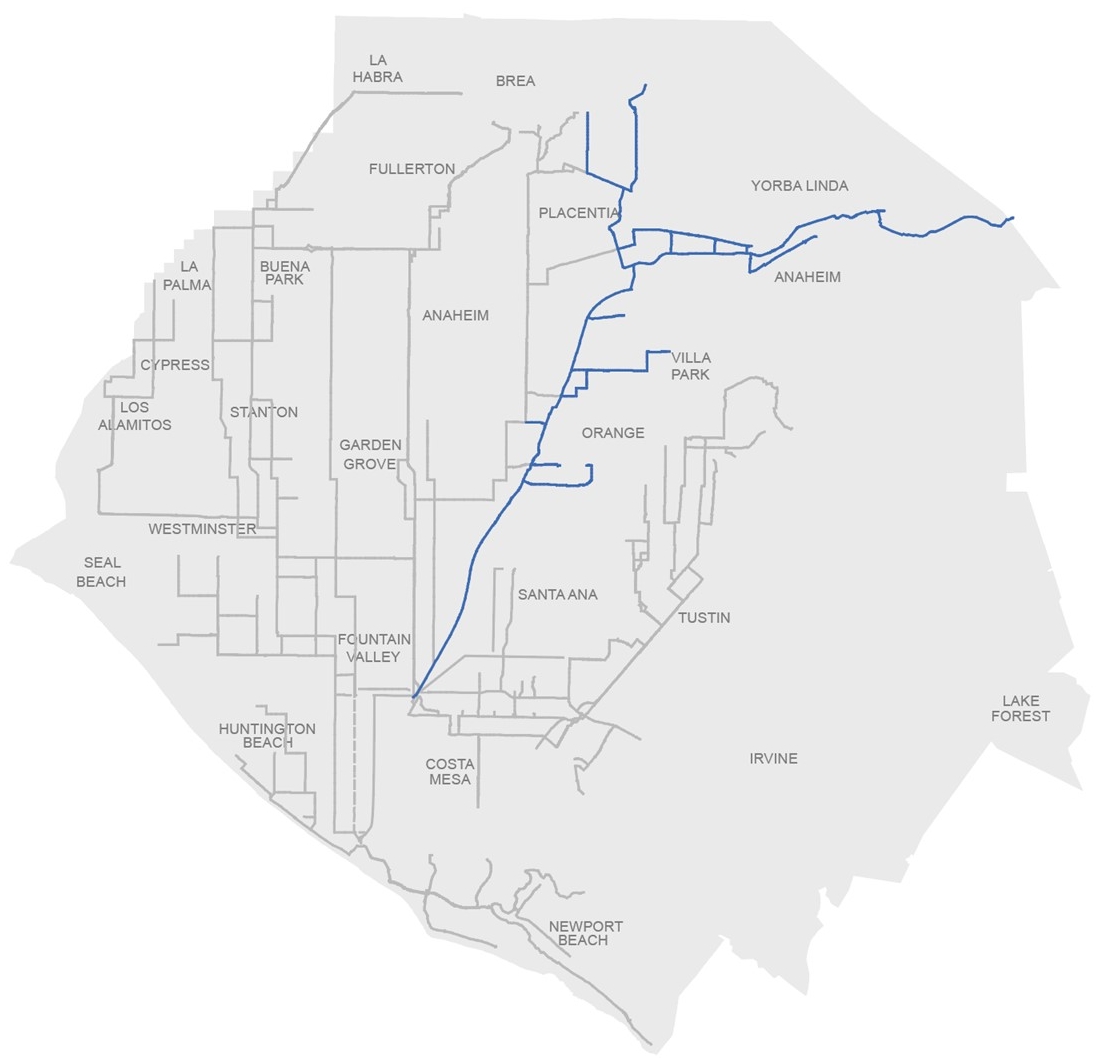 LA
HABRA
BREA
FULLERTON
YORBA LINDA
PLACENTIA
LA
PALMA
BUENA
PARK
ANAHEIM
ANAHEIM
CYPRESS
VILLA
PARK
LOS
ALAMITOS
STANTON
ORANGE
GARDEN
GROVE
WESTMINSTER
SEAL
BEACH
SANTA ANA
TUSTIN
FOUNTAIN
VALLEY
LAKE
FOREST
HUNTINGTON
BEACH
COSTA
MESA
IRVINE
NEWPORT
BEACH